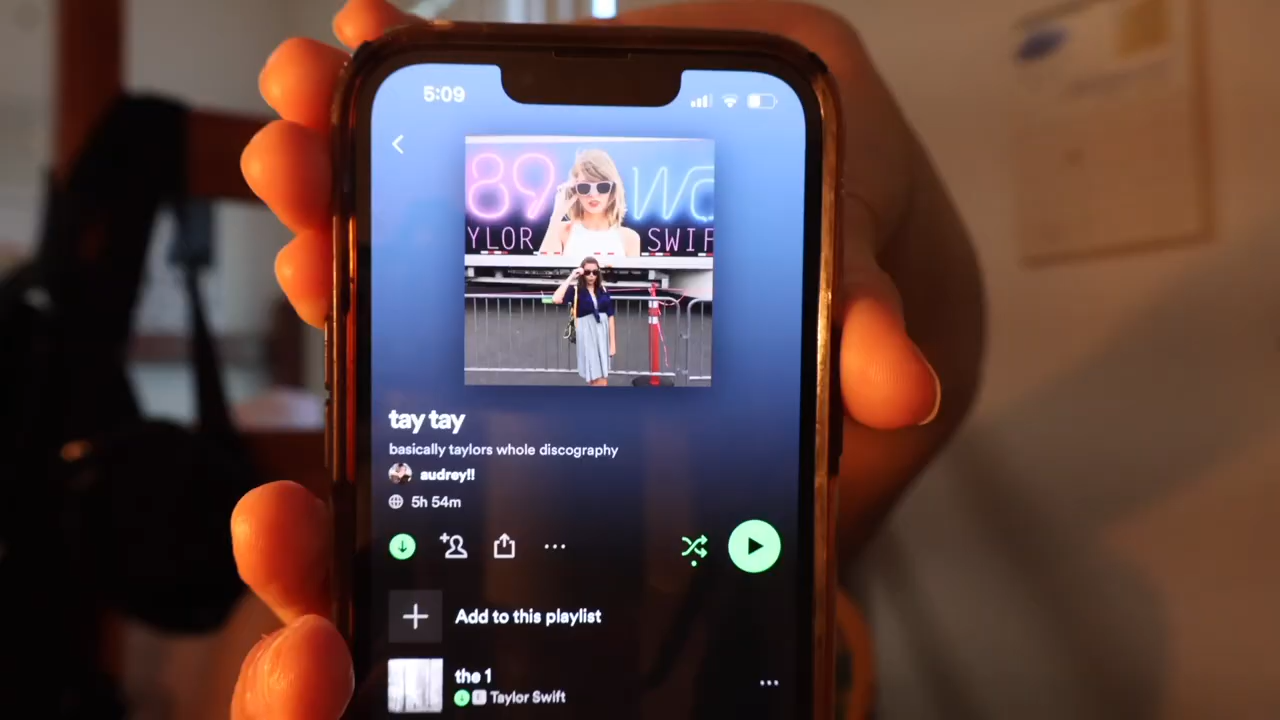 5:09
89 WO
YLOR SWIF
tay tay
basically taylors whole discography
audrey!!
5h 54m
Add to this playlist
the 1
E Taylor Swift